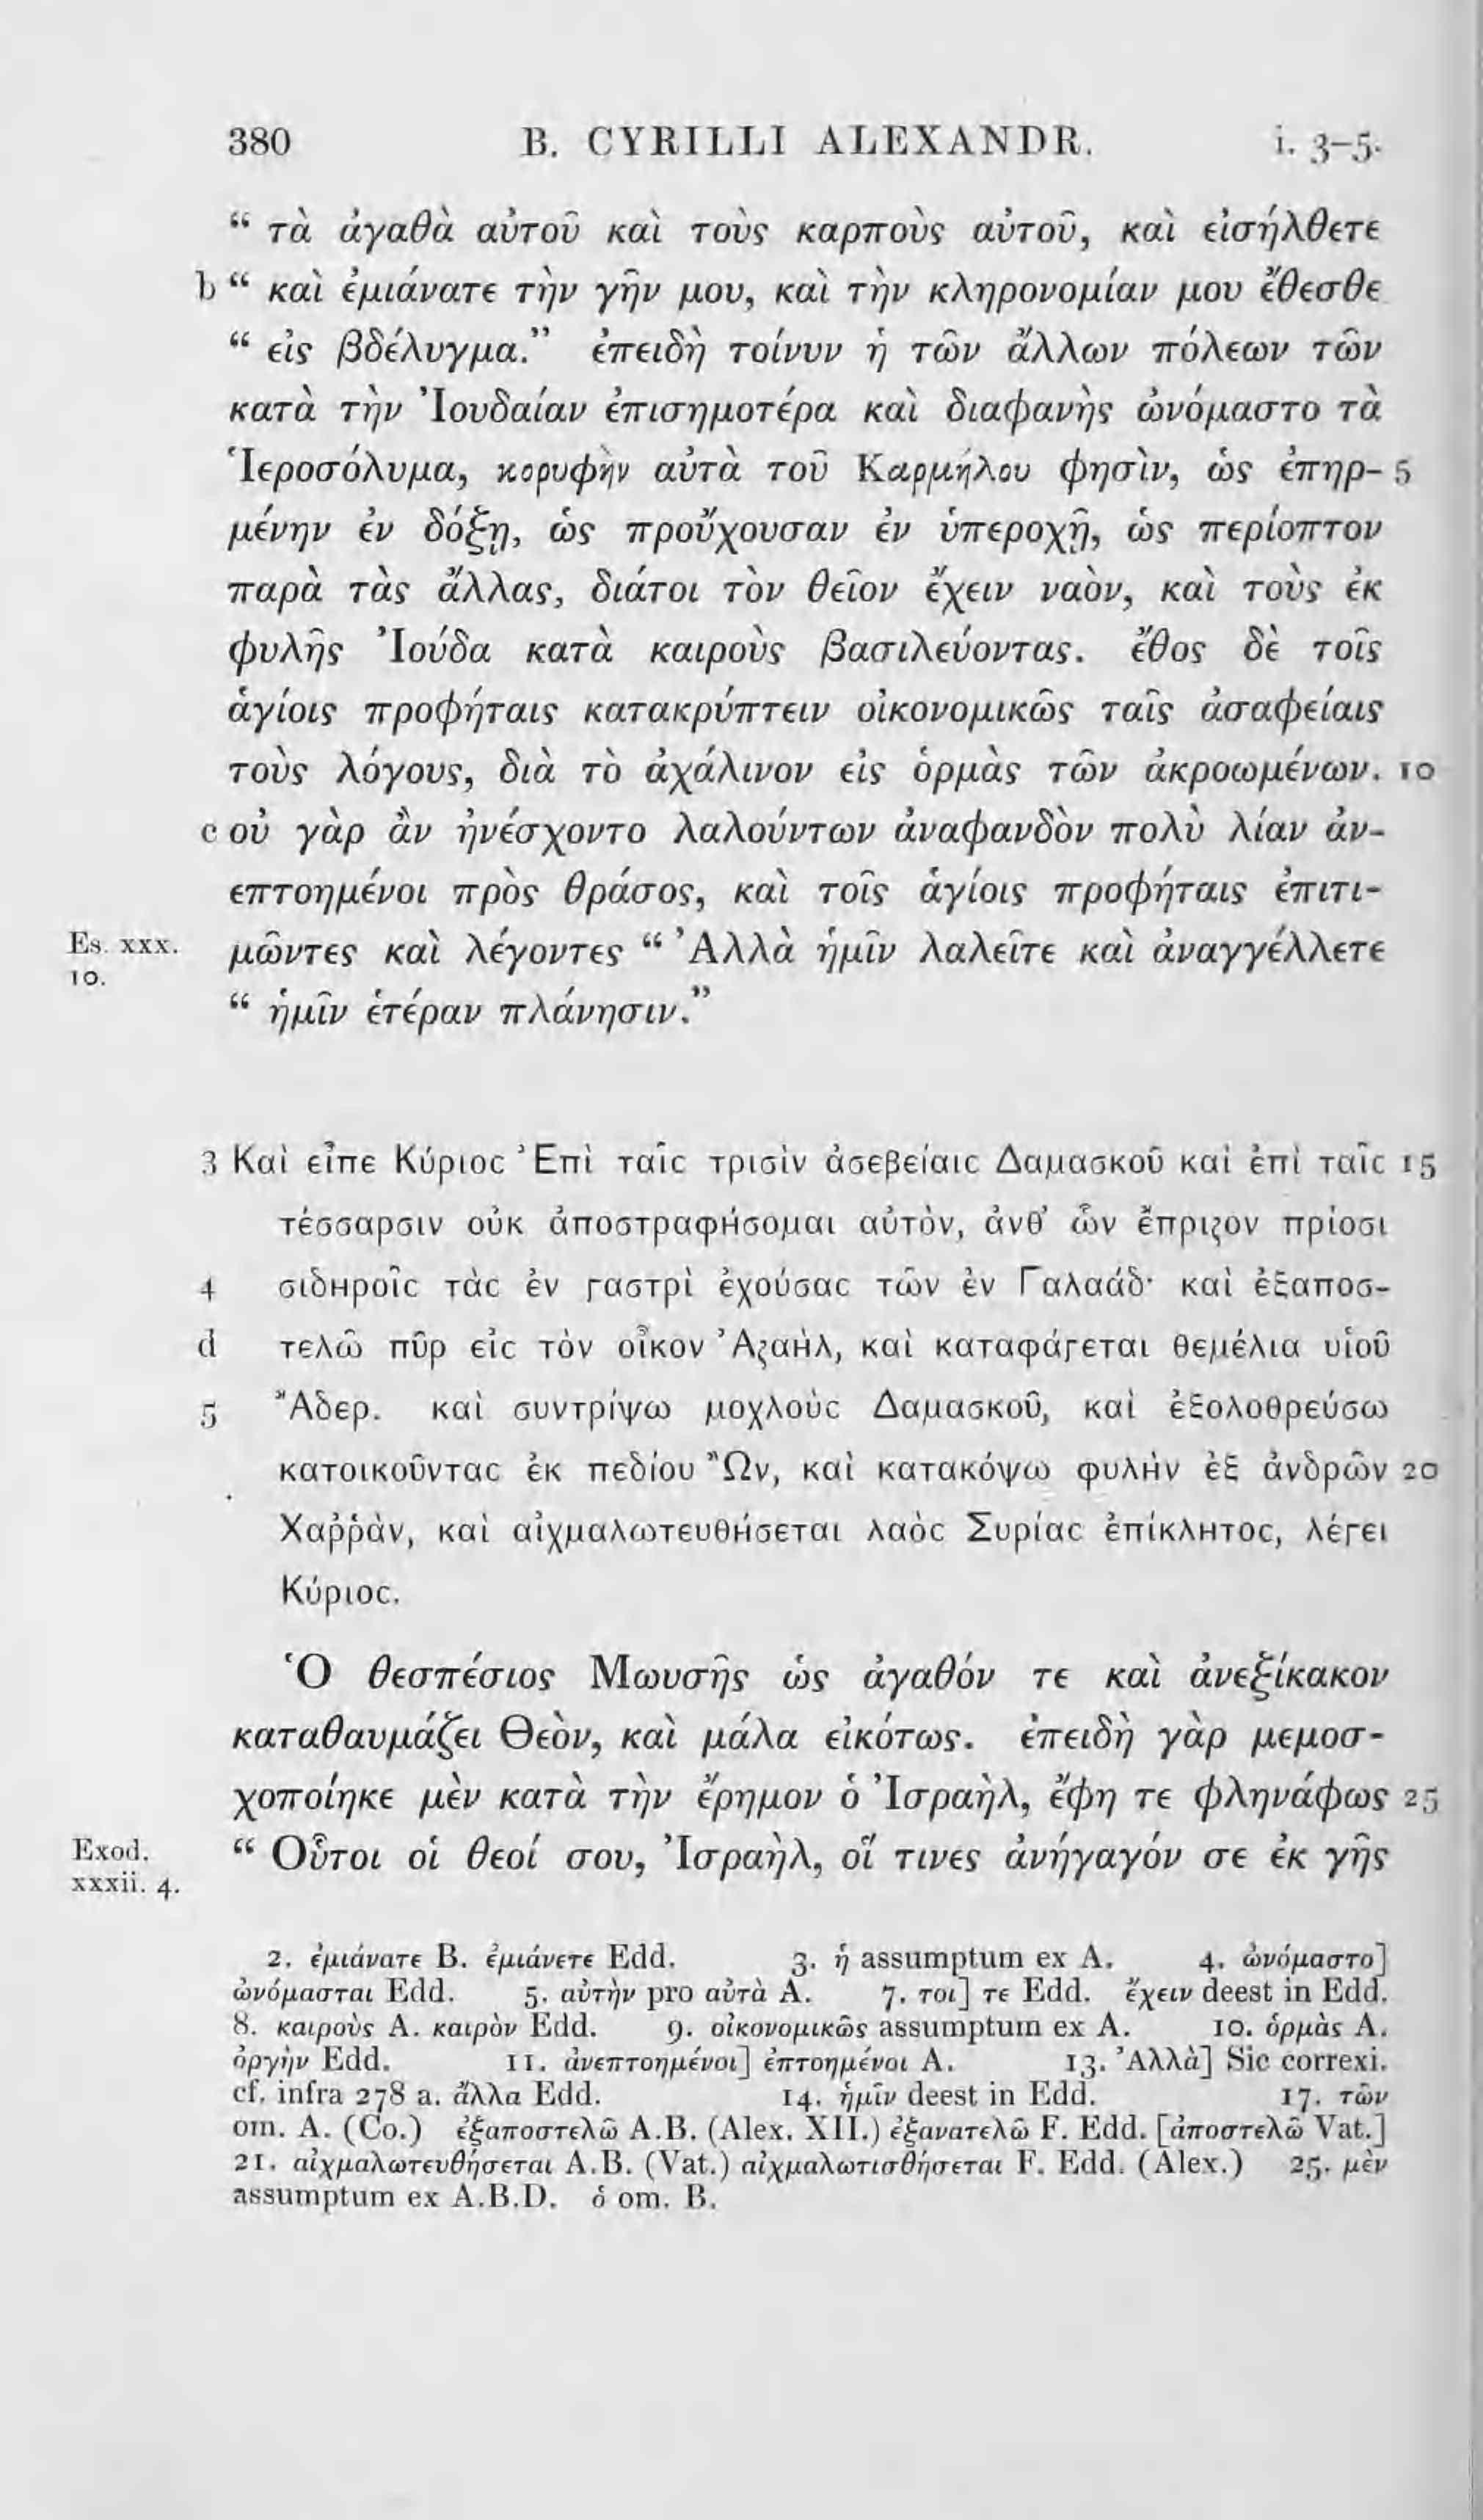 380 B. CYRILLI ALEXANDR. i. 3–5.
“ τὰ ἀγαθὰ αὐτοῦ καὶ τοὺς καρποὺς αὐτοῦ, καὶ εἰσήλθετε
b “ καὶ ἐμιάνατε τὴν γῆν μου, καὶ τὴν κληρονομίαν μου ἔθεσθε
“ εἰς βδέλυγμα.” ἐπειδὴ τοίνυν ἡ τῶν ἄλλων πόλεων τῶν
κατὰ τὴν Ἰουδαίαν ἐπισημοτέρα καὶ διαφανὴς ὠνόμαστο τὰ
Ἱεροσόλυμα, κορυφὴν αὐτὰ τοῦ Καρμήλου φησὶν, ὡς ἐπηρ- 5
μένην ἐν δόξῃ, ὡς προὔχουσαν ἐν ὑπεροχῇ, ὡς περίοπτον
παρὰ τὰς ἄλλας, διάτοι τὸν θεῖον ἔχειν ναὸν, καὶ τοὺς ἐκ
φυλῆς Ἰούδα κατὰ καιροὺς βασιλεύοντας. ἔθος δὲ τοῖς
ἁγίοις προφήταις κατακρύπτειν οἰκονομικῶς ταῖς ἀσαφείαις
τοὺς λόγους, διὰ τὸ ἀχάλινον εἰς ὁρμὰς τῶν ἀκροωμένων. 10
c οὐ γὰρ ἂν ἠνέσχοντο λαλούντων ἀναφανδὸν πολὺ λίαν ἀν-
επτοημένοι πρὸς θράσος, καὶ τοῖς ἁγίοις προφήταις ἐπιτι-
Es. xxx. 10. μῶντες καὶ λέγοντες “ Ἀλλὰ ἡμῖν λαλεῖτε καὶ ἀναγγέλλετε
“ ἡμῖν ἑτέραν πλάνησιν.”
3 Καὶ εἶπε Κύριος Ἐπὶ ταῖς τρισὶν ἀσεβείαις Δαμασκοῦ καὶ ἐπὶ ταῖς 15
τέσσαρσιν οὐκ ἀποστραφήσομαι αὐτὸν, ἀνθ’ ὧν ἔπριζον πρίοσι
4 σιδηροῖς τὰς ἐν γαστρὶ ἐχούσας τῶν ἐν Γαλαάδ· καὶ ἐξαποσ-
d τελῶ πῦρ εἰς τὸν οἶκον Ἀζαὴλ, καὶ καταφάγεται θεμέλια υἱοῦ
5 Ἄδερ. καὶ συντρίψω μοχλοὺς Δαμασκοῦ, καὶ ἐξολοθρεύσω
κατοικοῦντας ἐκ πεδίου Ὢν, καὶ κατακόψω φυλὴν ἐξ ἀνδρῶν 20
Χαῤῥὰν, καὶ αἰχμαλωτευθήσεται λαὸς Συρίας ἐπίκλητος, λέγει
Κύριος.
Ὁ θεσπέσιος Μωυσῆς ὡς ἀγαθόν τε καὶ ἀνεξίκακον
καταθαυμάζει Θεὸν, καὶ μάλα εἰκότως. ἐπειδὴ γὰρ μεμοσ-
χοποίηκε μὲν κατὰ τὴν ἔρημον ὁ Ἰσραὴλ, ἔφη τε φληνάφως 25
Exod. xxxii. 4. “ Οὗτοι οἱ θεοί σου, Ἰσραὴλ, οἵ τινες ἀνήγαγόν σε ἐκ γῆς
2. ἐμιάνατε B. ἐμιάνετε Edd. 3. ἡ assumptum ex A. 4. ὠνόμαστο]
ὠνόμασται Edd. 5. αὐτὴν pro αὐτὰ A. 7. τοι] τε Edd. ἔχειν deest in Edd.
8. καιροὺς A. καιρὸν Edd. 9. οἰκονομικῶς assumptum ex A. 10. ὁρμὰς A.
ὀργὴν Edd. 11. ἀνεπτοημένοι] ἐπτοημένοι A. 13. Ἀλλὰ] Sic correxi.
cf. infra 278 a. ἄλλα Edd. 14. ἡμῖν deest in Edd. 17. τῶν
om. A. (Co.) ἐξαποστελῶ A.B. (Alex. XII.) ἐξανατελῶ F. Edd. [ἀποστελῶ Vat.]
21. αἰχμαλωτευθήσεται A.B. (Vat.) αἰχμαλωτισθήσεται F. Edd. (Alex.) 25. μὲν
assumptum ex A.B.D. ὁ om. B.